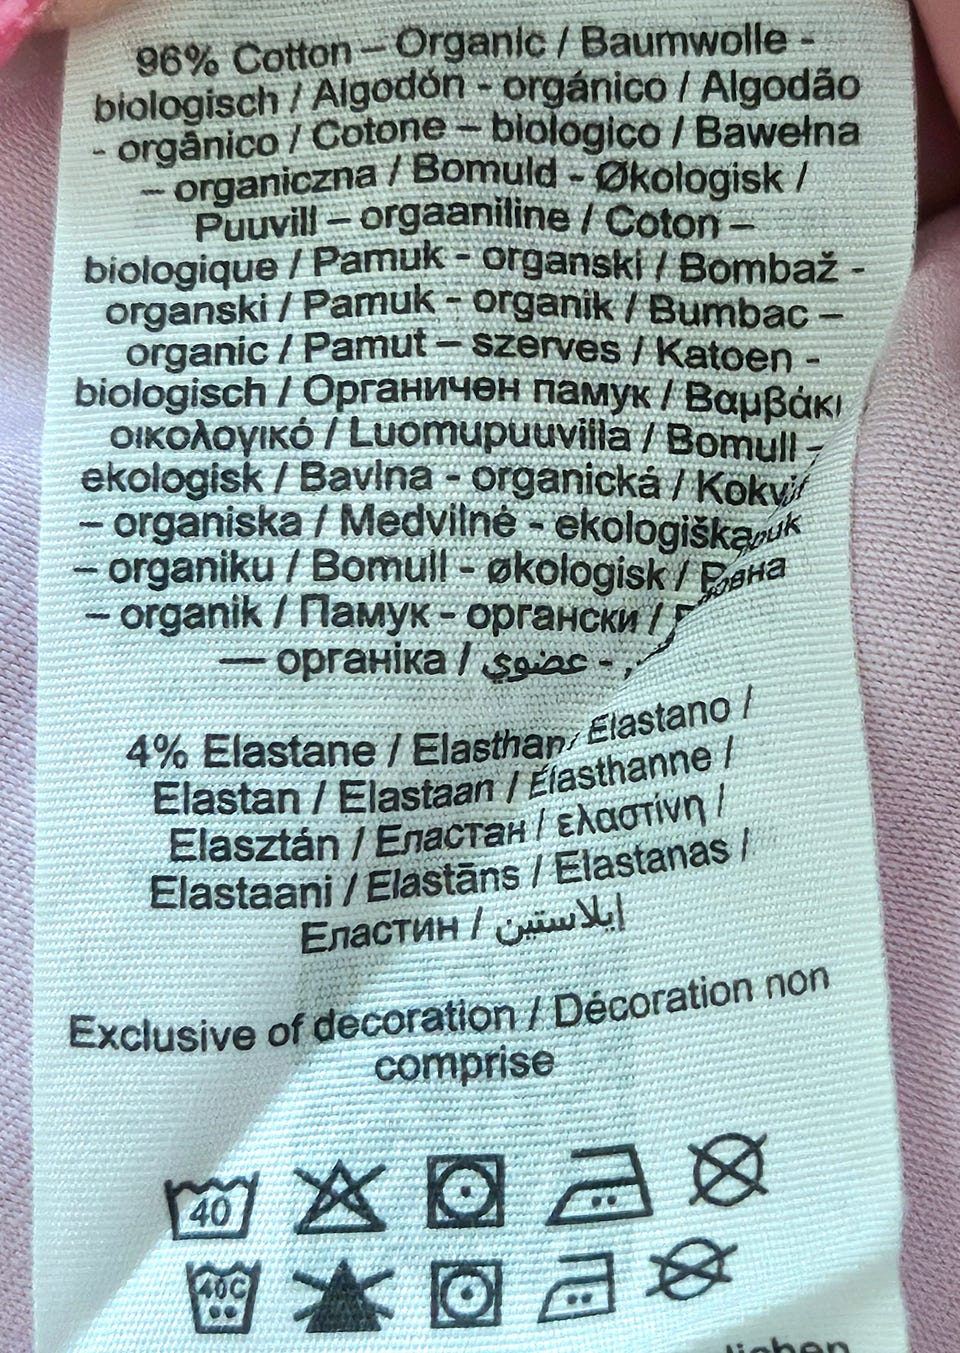 96% Cotton – Organic / Baumwolle -
biologisch / Algodón - orgánico / Algodão
- orgânico / Cotone – biologico / Bawełna
– organiczna / Bomuld - Økologisk /
Puuvill – orgaaniline / Coton –
biologique / Pamuk - organski / Bombaž -
organski / Pamuk - organik / Bumbac –
organic / Pamut – szerves / Katoen -
biologisch / Органичен памук / Βαμβάκι
οικολογικό / Luomupuuvilla / Bomull -
ekologisk / Bavlna - organická /
– organiska / Medvilnė - ekologiška
– organiku / Bomull - økologisk /
– organik / Памук - органски /
— органіка / عضوي -
4% Elastane / Elasthan / Elastano /
Elastan / Elastaan / Élasthanne /
Elasztán / Еластан / ελαστίνη /
Elastaani / Elastāns / Elastanas /
Еластин / إيلاستين
Exclusive of decoration / Décoration non
comprise
40
40C